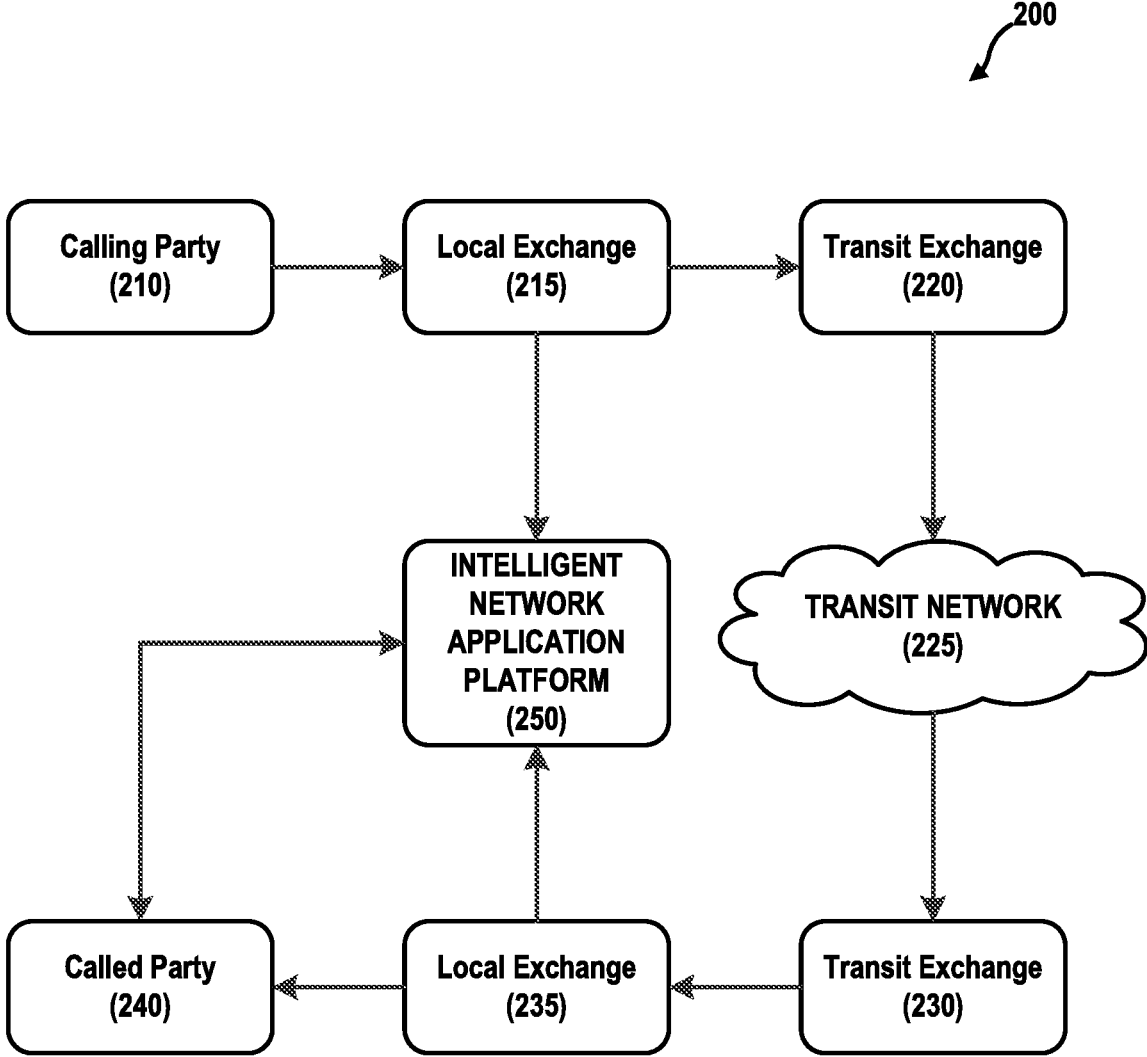 200
Calling Party
(210)
Local Exchange
(215)
Transit Exchange
(220)
INTELLIGENT
NETWORK
APPLICATION
PLATFORM
(250)
TRANSIT NETWORK
(225)
Called Party
(240)
Local Exchange
(235)
Transit Exchange
(230)